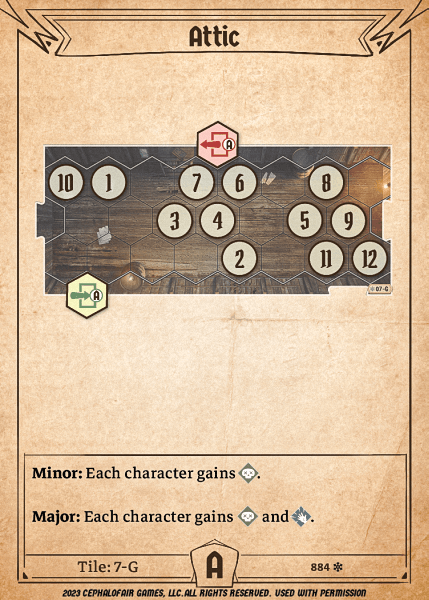 Attic
A
10 1 7 6 8
3 4 5 9
2 11 12
07-G
A
Minor: Each character gains .
Major: Each character gains and .
Tile: 7-G A 884
2023 CEPHALOFAIR GAMES, LLC. ALL RIGHTS RESERVED. USED WITH PERMISSION